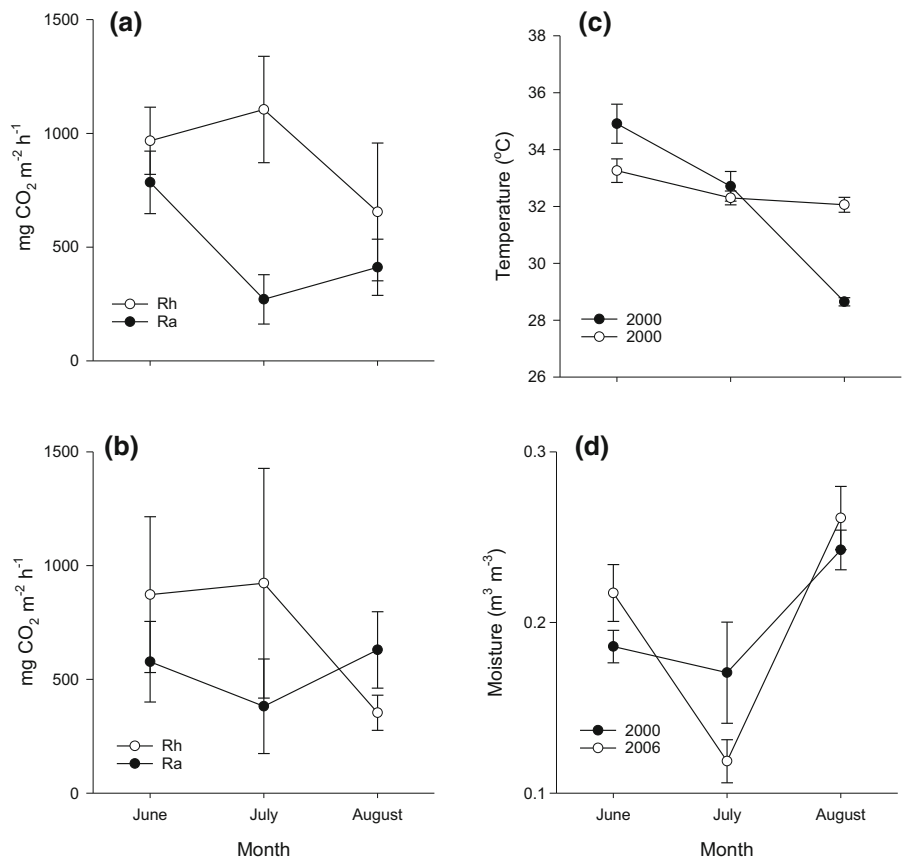 (a)
1500
1000
500
0
mg CO₂ m⁻² h⁻¹
Rh
Ra
(c)
38
36
34
32
30
28
26
Temperature (°C)
2000
2000
(b)
1500
1000
500
0
mg CO₂ m⁻² h⁻¹
Rh
Ra
June
July
August
Month
(d)
0.3
0.2
0.1
Moisture (m³ m⁻³)
2000
2006
June
July
August
Month